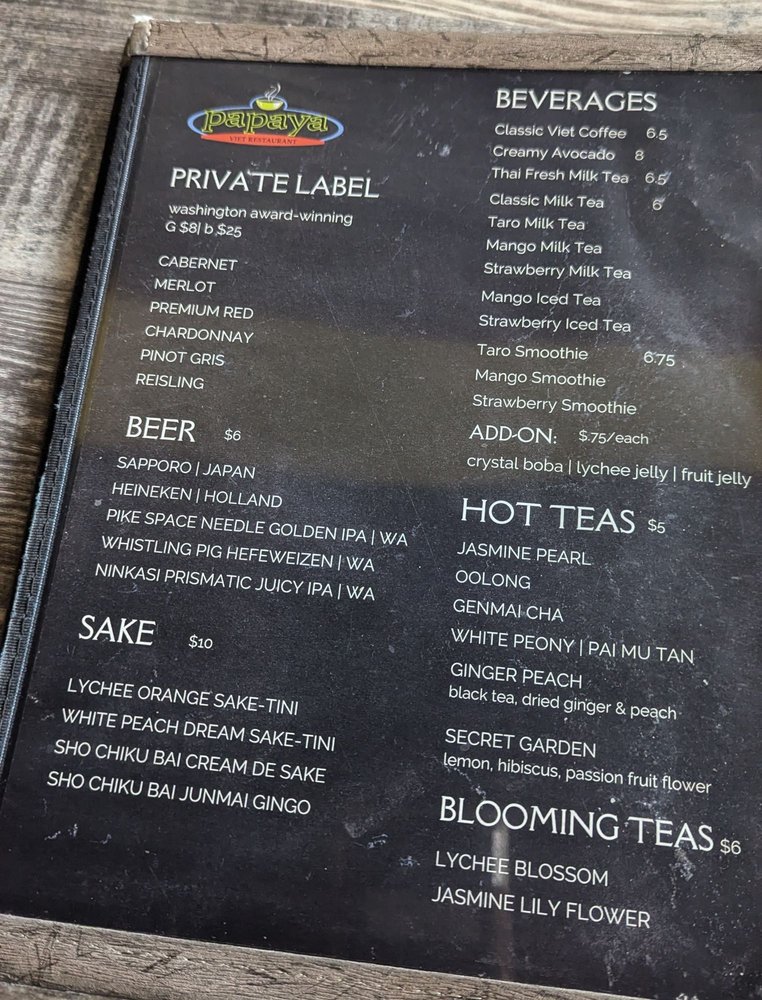 papaya
VIET RESTAURANT
PRIVATE LABEL
washington award-winning
G $8| b $25
CABERNET
MERLOT
PREMIUM RED
CHARDONNAY
PINOT GRIS
REISLING
BEER $6
SAPPORO | JAPAN
HEINEKEN | HOLLAND
PIKE SPACE NEEDLE GOLDEN IPA | WA
WHISTLING PIG HEFEWEIZEN | WA
NINKASI PRISMATIC JUICY IPA | WA
SAKE $10
LYCHEE ORANGE SAKE-TINI
WHITE PEACH DREAM SAKE-TINI
SHO CHIKU BAI CREAM DE SAKE
SHO CHIKU BAI JUNMAI GINGO
BEVERAGES
Classic Viet Coffee 6.5
Creamy Avocado 8
Thai Fresh Milk Tea 6.5
Classic Milk Tea 6
Taro Milk Tea
Mango Milk Tea
Strawberry Milk Tea
Mango Iced Tea
Strawberry Iced Tea
Taro Smoothie 6.75
Mango Smoothie
Strawberry Smoothie
ADD-ON: $.75/each
crystal boba | lychee jelly | fruit jelly
HOT TEAS $5
JASMINE PEARL
OOLONG
GENMAI CHA
WHITE PEONY | PAI MU TAN
GINGER PEACH
black tea, dried ginger & peach
SECRET GARDEN
lemon, hibiscus, passion fruit flower
BLOOMING TEAS $6
LYCHEE BLOSSOM
JASMINE LILY FLOWER